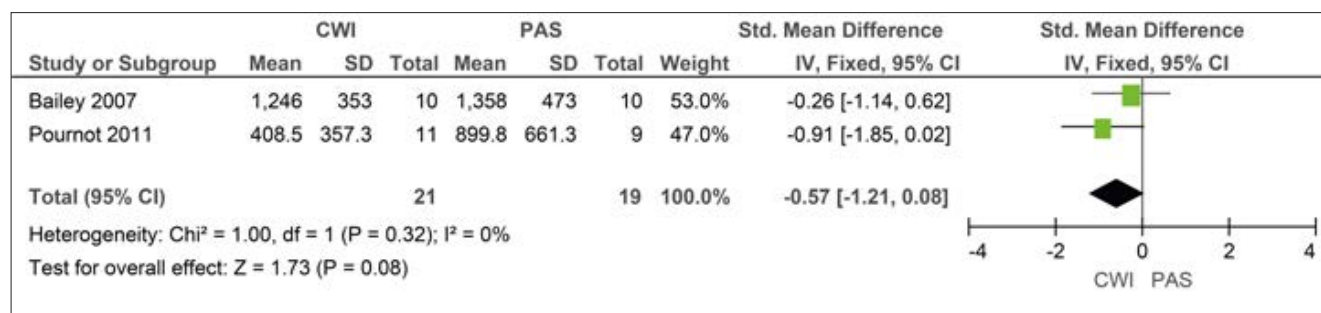 CWI PAS Std. Mean Difference Std. Mean Difference
Study or Subgroup Mean SD Total Mean SD Total Weight IV, Fixed, 95% CI IV, Fixed, 95% CI
Bailey 2007 1,246 353 10 1,358 473 10 53.0% -0.26 [-1.14, 0.62]
Pournot 2011 408.5 357.3 11 899.8 661.3 9 47.0% -0.91 [-1.85, 0.02]
Total (95% CI) 21 19 100.0% -0.57 [-1.21, 0.08]
Heterogeneity: Chi² = 1.00, df = 1 (P = 0.32); I² = 0%
Test for overall effect: Z = 1.73 (P = 0.08)
-4 -2 0 2 4
CWI PAS